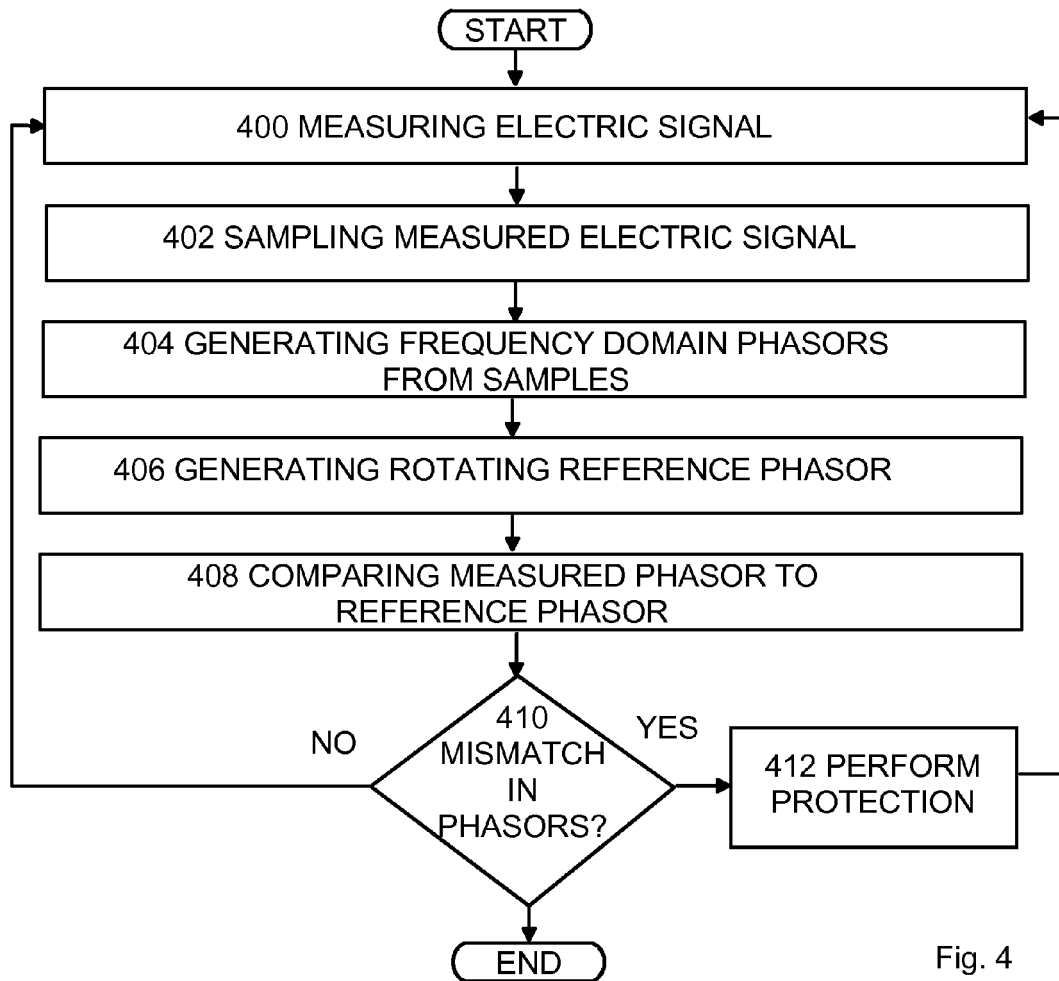 START
400 MEASURING ELECTRIC SIGNAL
402 SAMPLING MEASURED ELECTRIC SIGNAL
404 GENERATING FREQUENCY DOMAIN PHASORS
FROM SAMPLES
406 GENERATING ROTATING REFERENCE PHASOR
408 COMPARING MEASURED PHASOR TO
REFERENCE PHASOR
410
MISMATCH
IN
PHASORS?
NO
YES
412 PERFORM
PROTECTION
END
Fig. 4